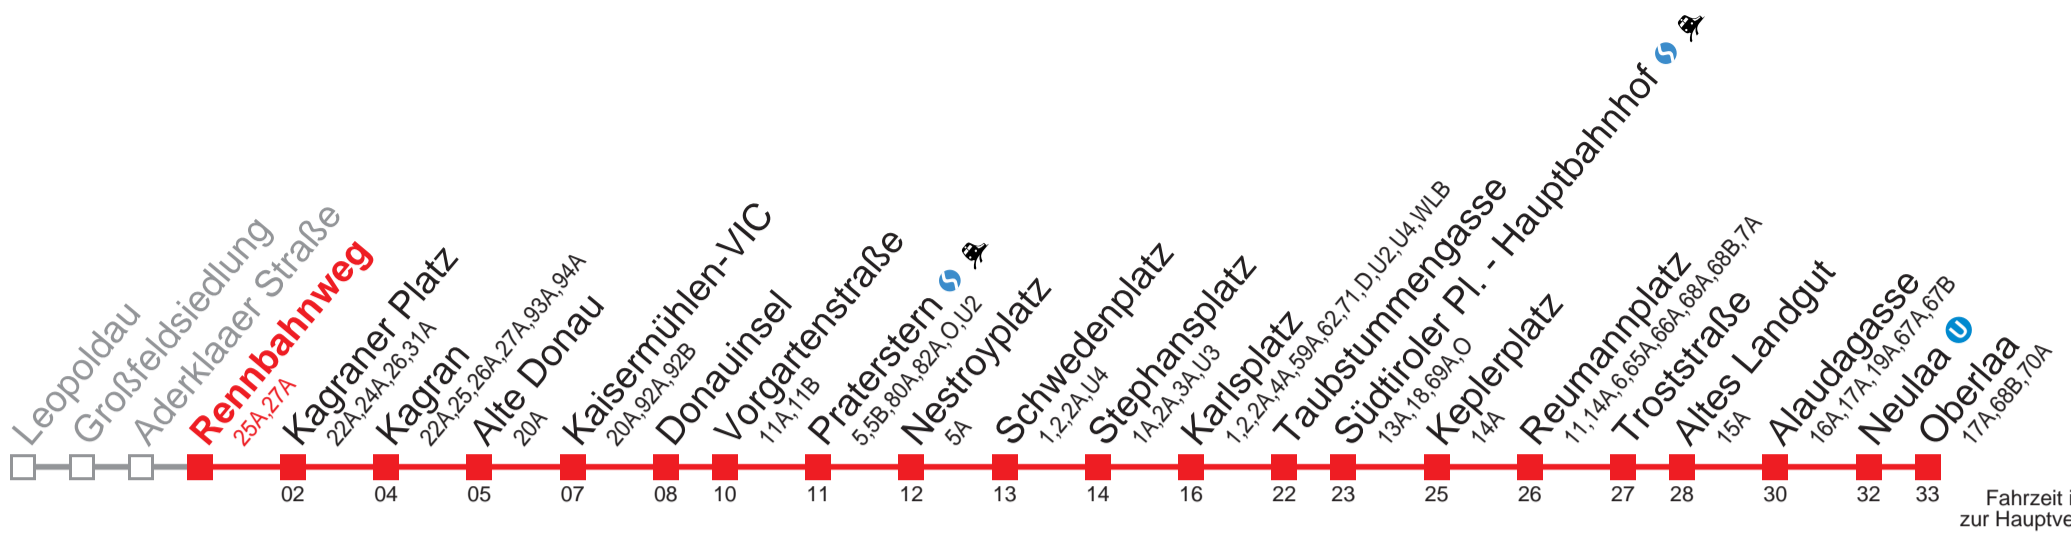 Leopoldau
Großfeldsiedlung
Aderklaaer Straße
Rennbahnweg
25A,27A
Kagraner Platz
22A,24A,26,31A
Kagran
22A,25,26A,27A,93A,94A
Alte Donau
20A
Kaisermühlen-VIC
20A,92A,92B
Donauinsel
Vorgartenstraße
11A,11B
Praterstern
5,5B,80A,82A,O,U2
Nestroyplatz
5A
Schwedenplatz
1,2,2A,U4
Stephansplatz
1A,2A,3A,U3
Karlsplatz
1,2,2A,4A,59A,62,71,D,U2,U4,WLB
Taubstummengasse
Südtiroler Pl. - Hauptbahnhof
13A,18,69A,O
Keplerplatz
14A
Reumannplatz
11,14A,6,65A,66A,68A,68B,7A
Troststraße
Altes Landgut
15A
Alaudagasse
16A,17A,19A,67A,67B
Neulaa U
Oberlaa
17A,68B,70A
02 04 05 07 08 10 11 12 13 14 16 22 23 25 26 27 28 30 32 33
Fahrzeit
zur